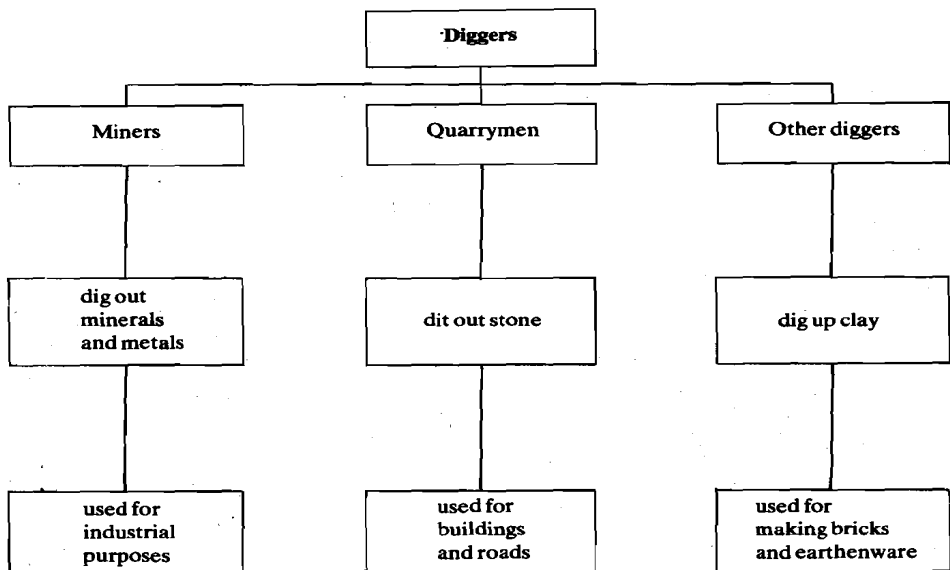 Diggers
Miners
Quarrymen
Other diggers
dig out
minerals
and metals
dit out stone
dig up clay
used for
industrial
purposes
used for
buildings
and roads
used for
making bricks
and earthenware